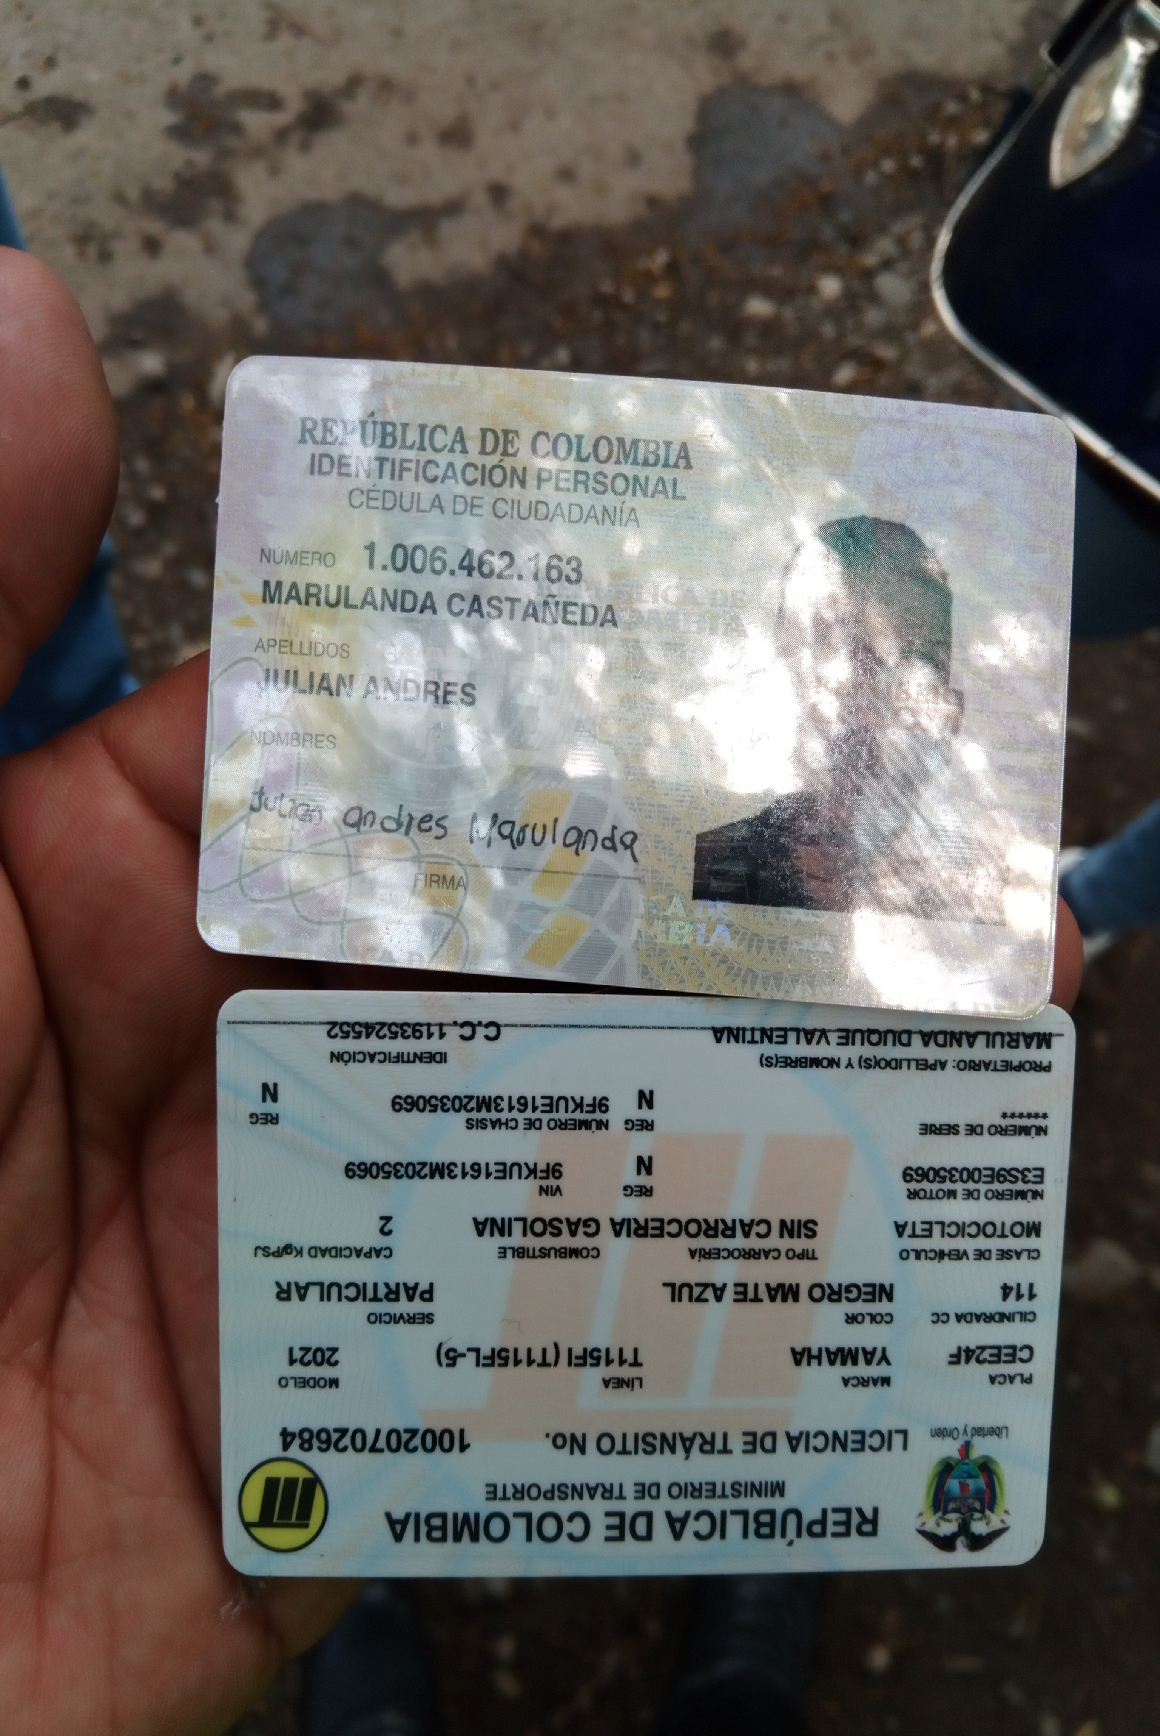 REPÚBLICA DE COLOMBIA
IDENTIFICACIÓN PERSONAL
CÉDULA DE CIUDADANÍA
NÚMERO 1.006.462.163
MARULANDA CASTAÑEDA
APELLIDOS
JULIAN ANDRES
NOMBRES
Julian andres Marulanda
FIRMA
REPÚBLICA DE COLOMBIA
MINISTERIO DE TRANSPORTE
Libertad y Orden
LICENCIA DE TRÁNSITO No. 10020702684
PLACA MARCA LÍNEA MODELO
CEE24F YAMAHA T115FI (T115FL-5) 2021
CILINDRADA CC COLOR SERVICIO
114 NEGRO MATE AZUL PARTICULAR
CLASE DE VEHÍCULO TIPO CARROCERÍA COMBUSTIBLE CAPACIDAD Kg/PSJ
MOTOCICLETA SIN CARROCERIA GASOLINA 2
NÚMERO DE MOTOR REG VIN
E3S9E0035069 N 9FKUE1613M2035069
NÚMERO DE SERIE REG NÚMERO DE CHASIS REG
****** N 9FKUE1613M2035069 N
PROPIETARIO: APELLIDO(S) Y NOMBRE(S) IDENTIFICACIÓN
MARULANDA DUQUE VALENTINA C.C. 1193524552